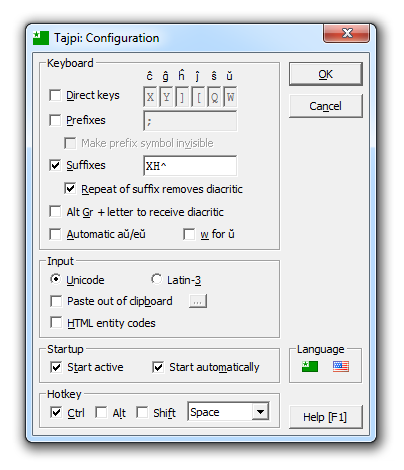 Tajpi: Configuration
Keyboard
ĉ ĝ ĥ ĵ ŝ ŭ
Direct keys X Y ] [ Q W
Prefixes ;
Make prefix symbol invisible
Suffixes XH^
Repeat of suffix removes diacritic
Alt Gr + letter to receive diacritic
Automatic aŭ/eŭ w for ŭ
Input
Unicode Latin-3
Paste out of clipboard ...
HTML entity codes
Startup
Start active Start automatically
Hotkey
Ctrl Alt Shift Space
OK
Cancel
Language
Help [F1]